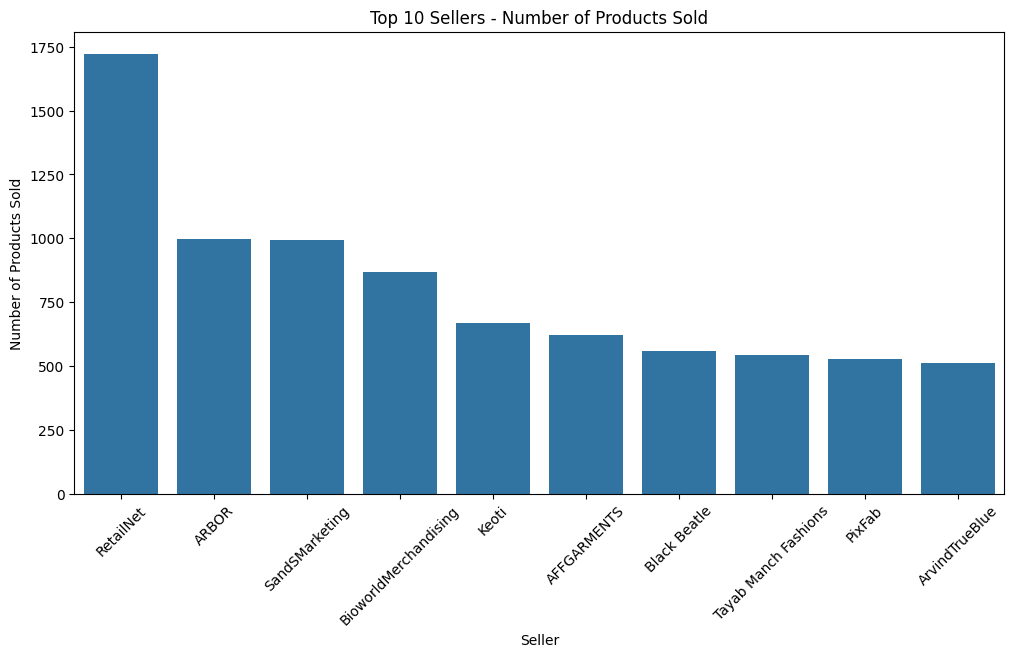 Top 10 Sellers - Number of Products Sold
Number of Products Sold
1750
1500
1250
1000
750
500
250
0
RetailNet
ARBOR
SandSMarketing
BioworldMerchandising
Keoti
AFFGARMENTS
Black Beatle
Tayab Manch Fashions
PixFab
ArvindTrueBlue
Seller